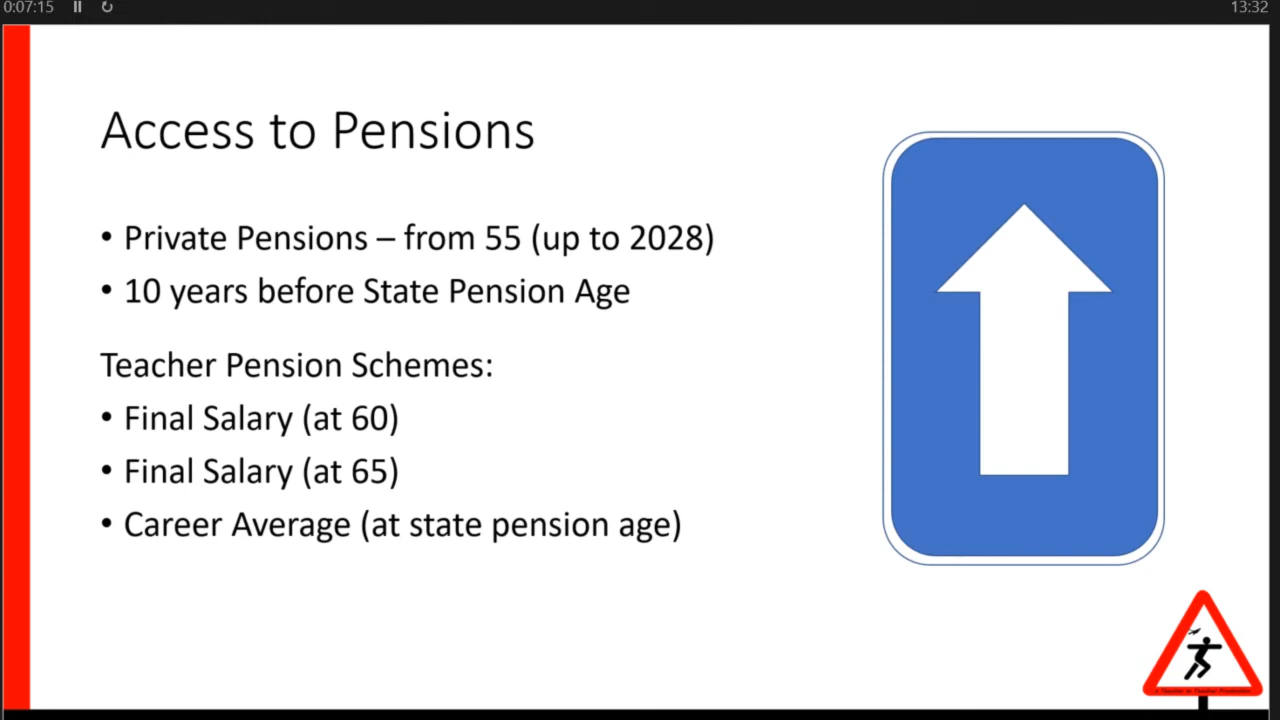 0:07:15
13:32
Access to Pensions
• Private Pensions – from 55 (up to 2028)
• 10 years before State Pension Age
Teacher Pension Schemes:
• Final Salary (at 60)
• Final Salary (at 65)
• Career Average (at state pension age)